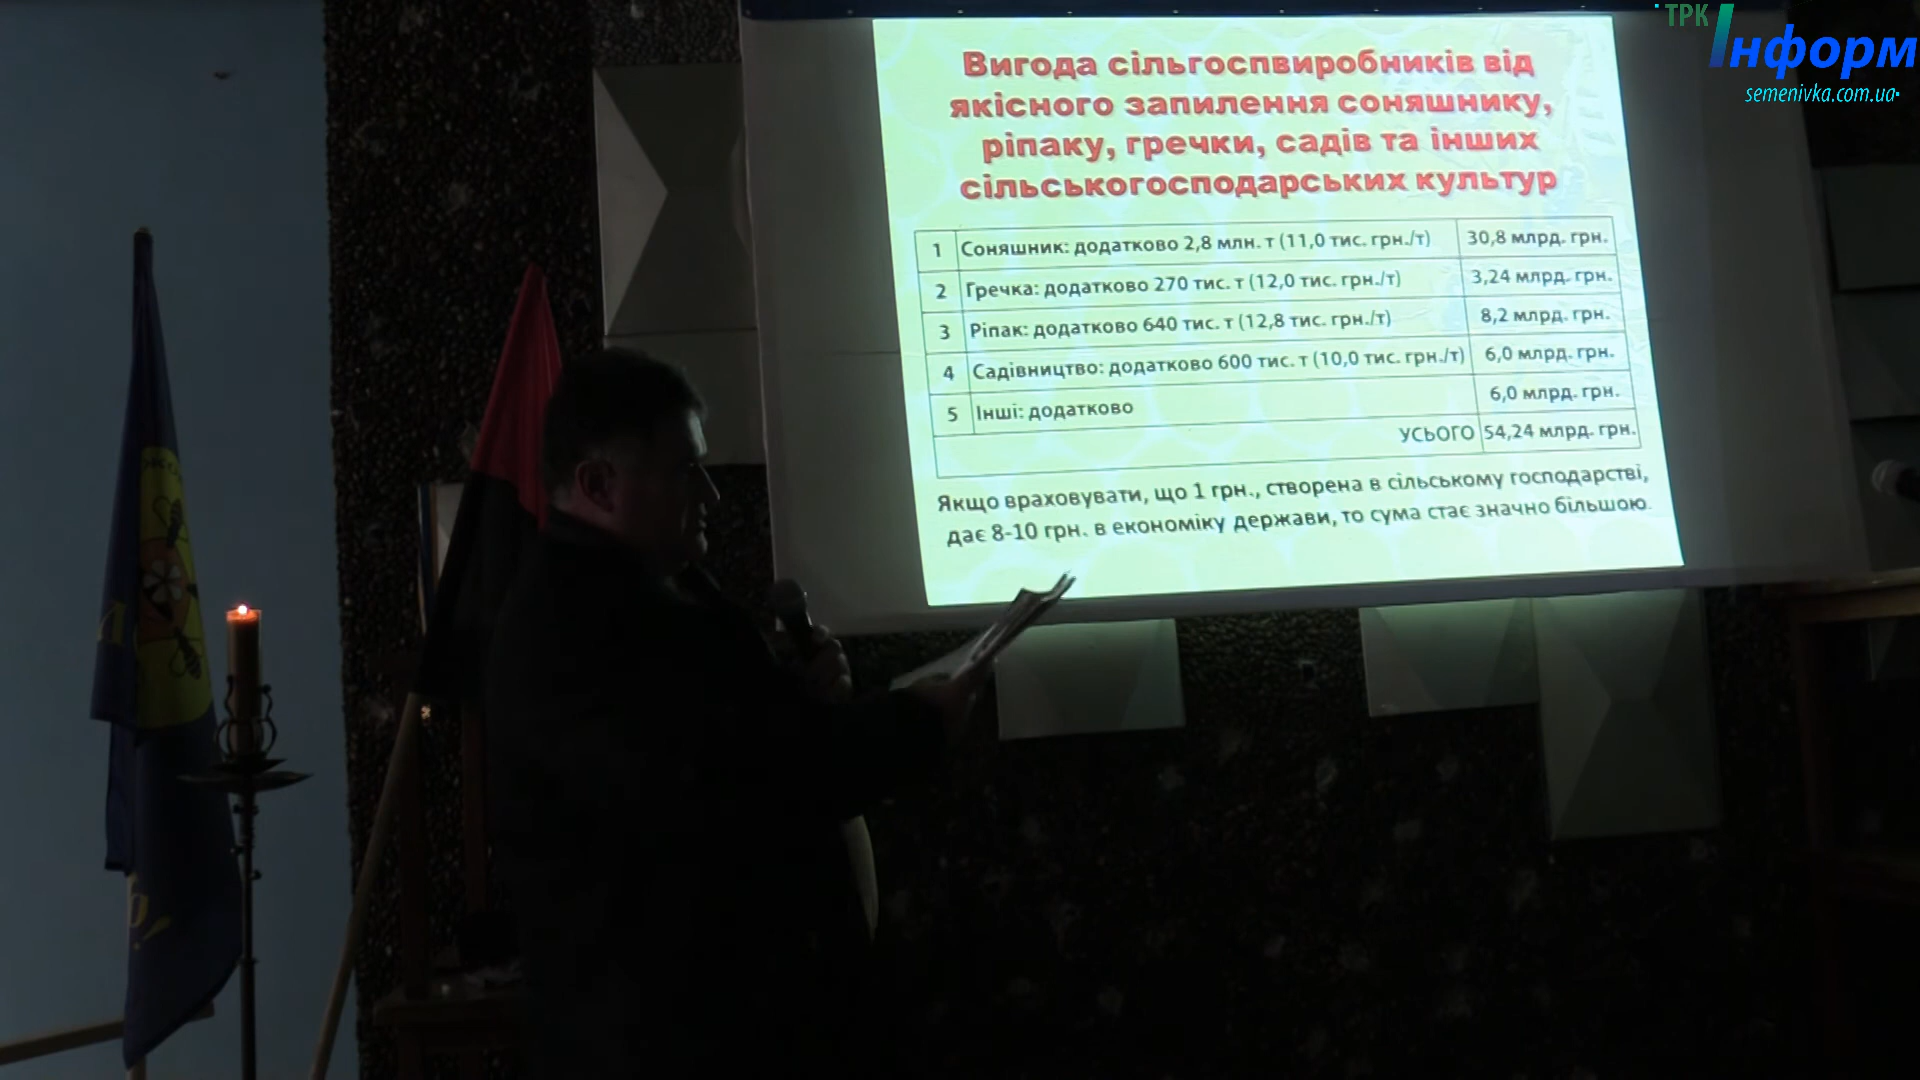 ТРК
Інформ
semenivka.com.ua
Вигода сільгоспвиробників від
якісного запилення соняшнику,
ріпаку, гречки, садів та інших
сільськогосподарських культур
1 Соняшник: додатково 2,8 млн. т (11,0 тис. грн./т) 30,8 млрд. грн.
2 Гречка: додатково 270 тис. т (12,0 тис. грн./т) 3,24 млрд. грн.
3 Ріпак: додатково 640 тис. т (12,8 тис. грн./т) 8,2 млрд. грн.
4 Садівництво: додатково 600 тис. т (10,0 тис. грн./т) 6,0 млрд. грн.
5 Інші: додатково 6,0 млрд. грн.
УСЬОГО 54,24 млрд. грн.
Якщо враховувати, що 1 грн., створена в сільському господарстві,
дає 8-10 грн. в економіку держави, то сума стає значно більшою.